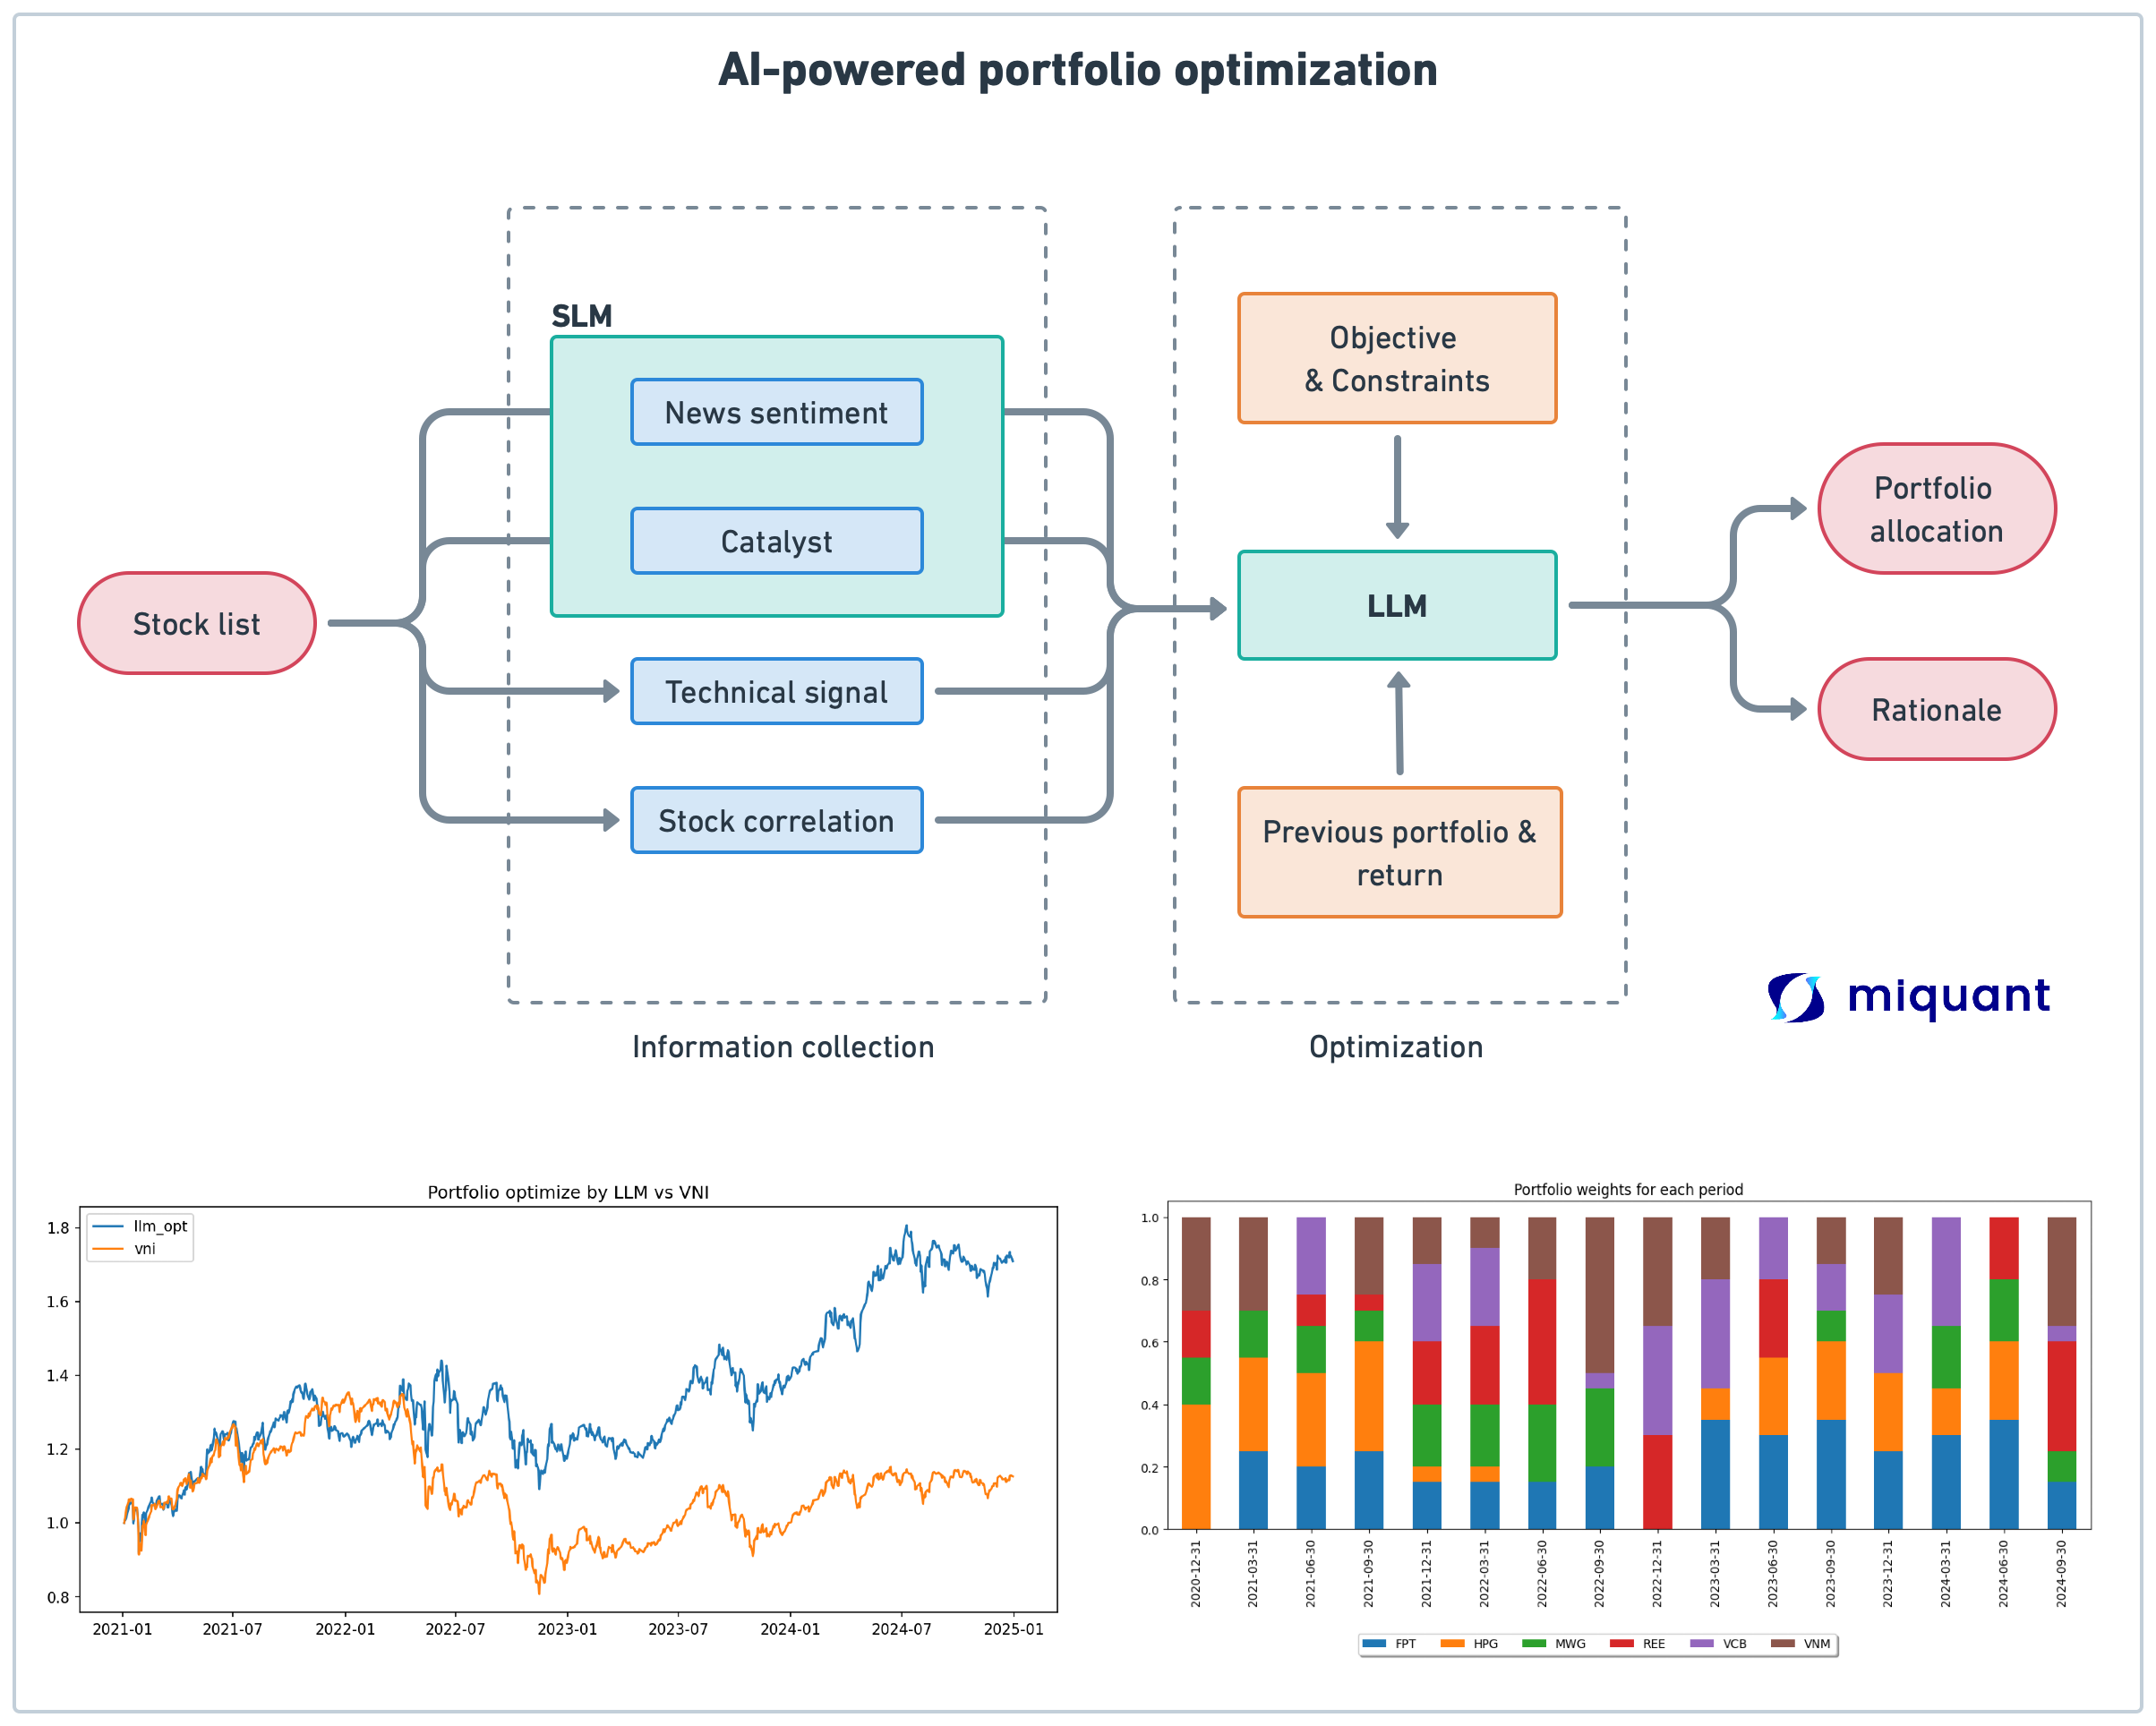 AI-powered portfolio optimization
SLM
News sentiment
Catalyst
Stock list
Technical signal
Stock correlation
Information collection
Objective
& Constraints
LLM
Previous portfolio &
return
Optimization
Portfolio
allocation
Rationale
miquant
Portfolio optimize by LLM vs VNI
llm_opt
vni
1.8
1.6
1.4
1.2
1.0
0.8
2021-01 2021-07 2022-01 2022-07 2023-01 2023-07 2024-01 2024-07 2025-01
Portfolio weights for each period
1.0
0.8
0.6
0.4
0.2
0.0
2020-12-31
2021-03-31
2021-06-30
2021-09-30
2021-12-31
2022-03-31
2022-06-30
2022-09-30
2022-12-31
2023-03-31
2023-06-30
2023-09-30
2023-12-31
2024-03-31
2024-06-30
2024-09-30
FPT HPG MWG REE VCB VNM